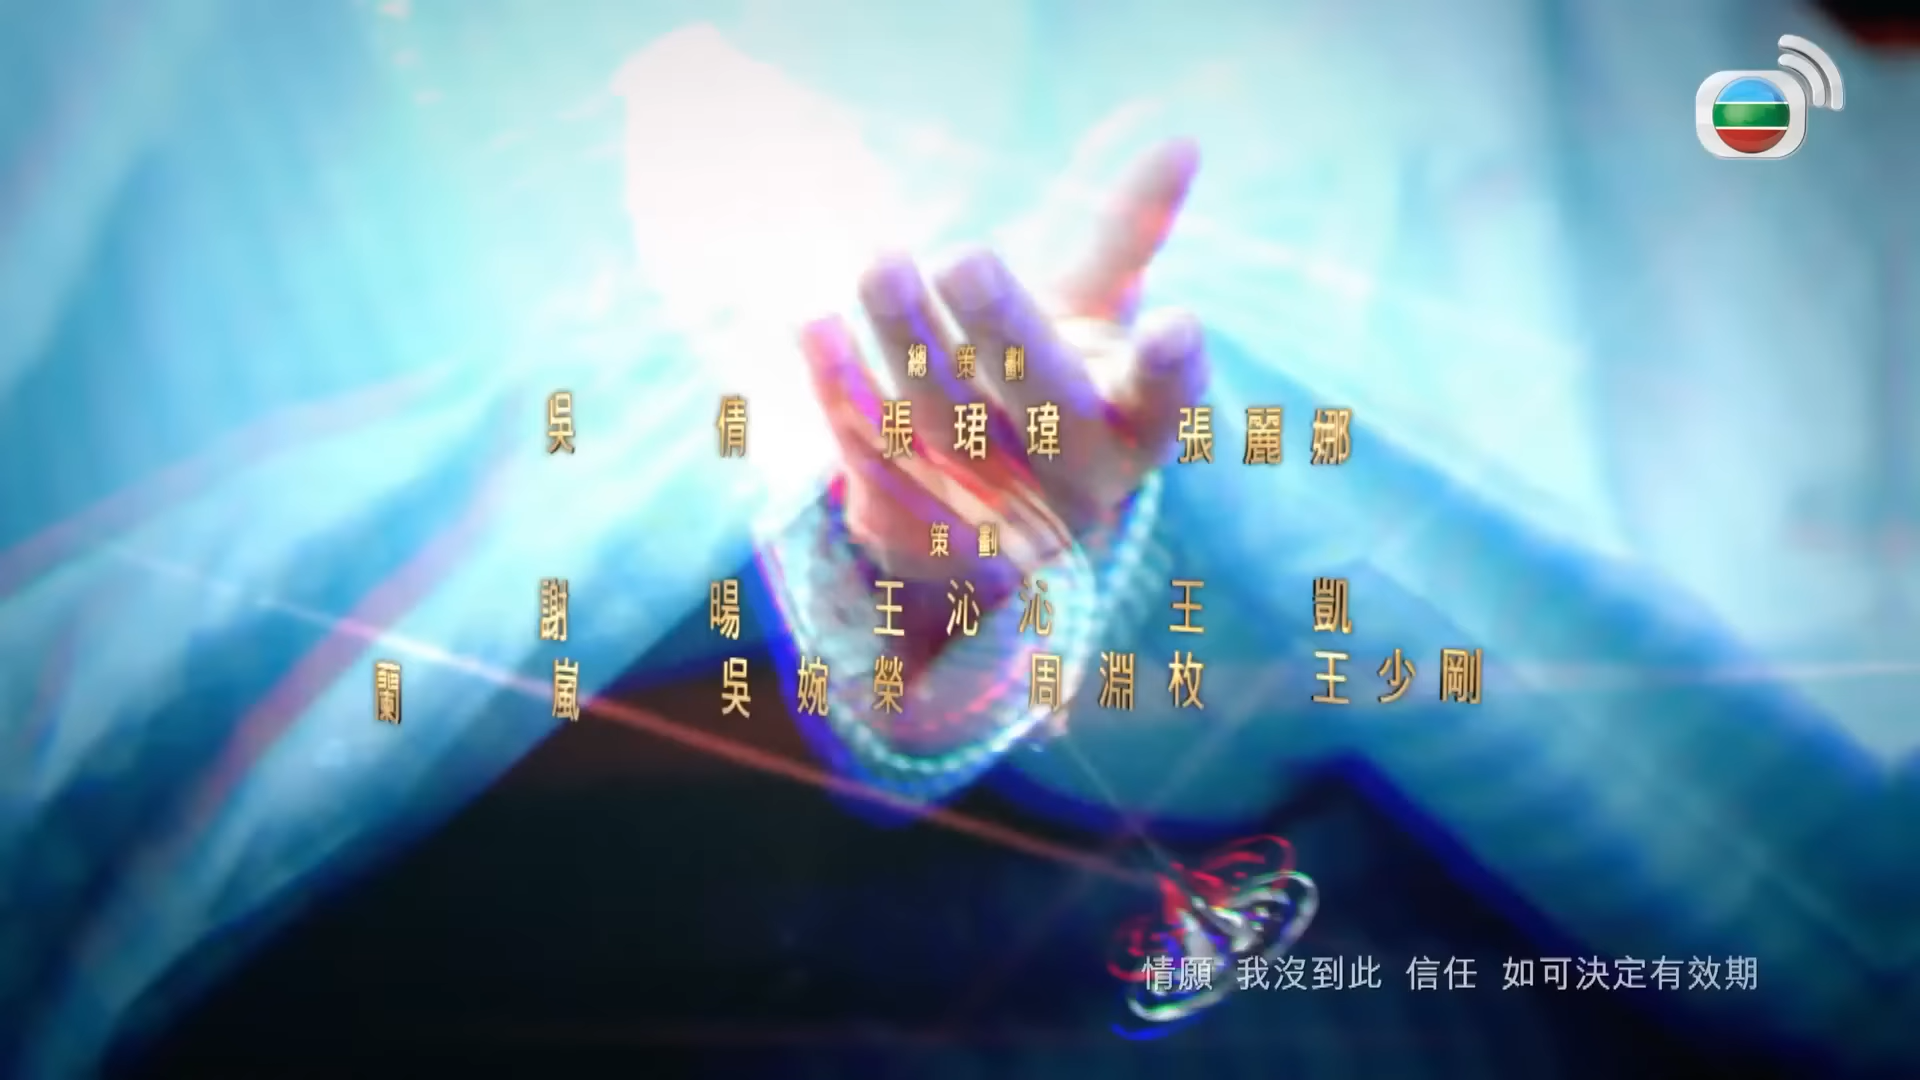 總策劃
吳倩 張珺瑋 張麗娜
策劃
謝暘 王沁沁 王凱
蘭嵐 吳婉榮 周淵枚 王少剛
情願 我沒到此 信任 如可決定有效期